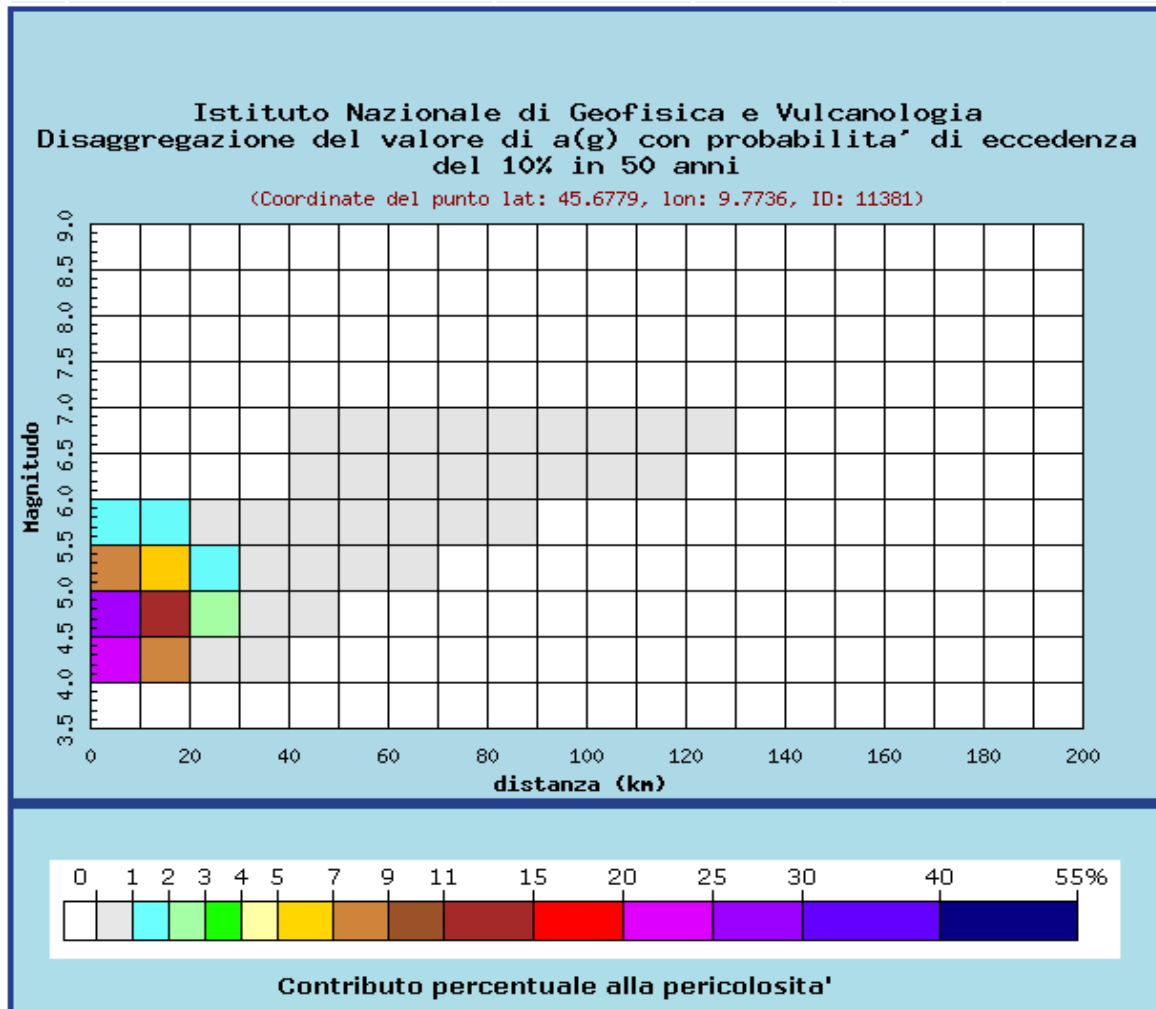 Istituto Nazionale di Geofisica e Vulcanologia
Disaggregazione del valore di a(g) con probabilita' di eccedenza
del 10% in 50 anni
(Coordinate del punto lat: 45.6779, lon: 9.7736, ID: 11381)
9.0
8.5
8.0
7.5
7.0
6.5
6.0
5.5
5.0
4.5
4.0
3.5
Magnitudo
0 20 40 60 80 100 120 140 160 180 200
distanza (km)
0 1 2 3 4 5 7 9 11 15 20 25 30 40 55%
Contributo percentuale alla pericolosita'